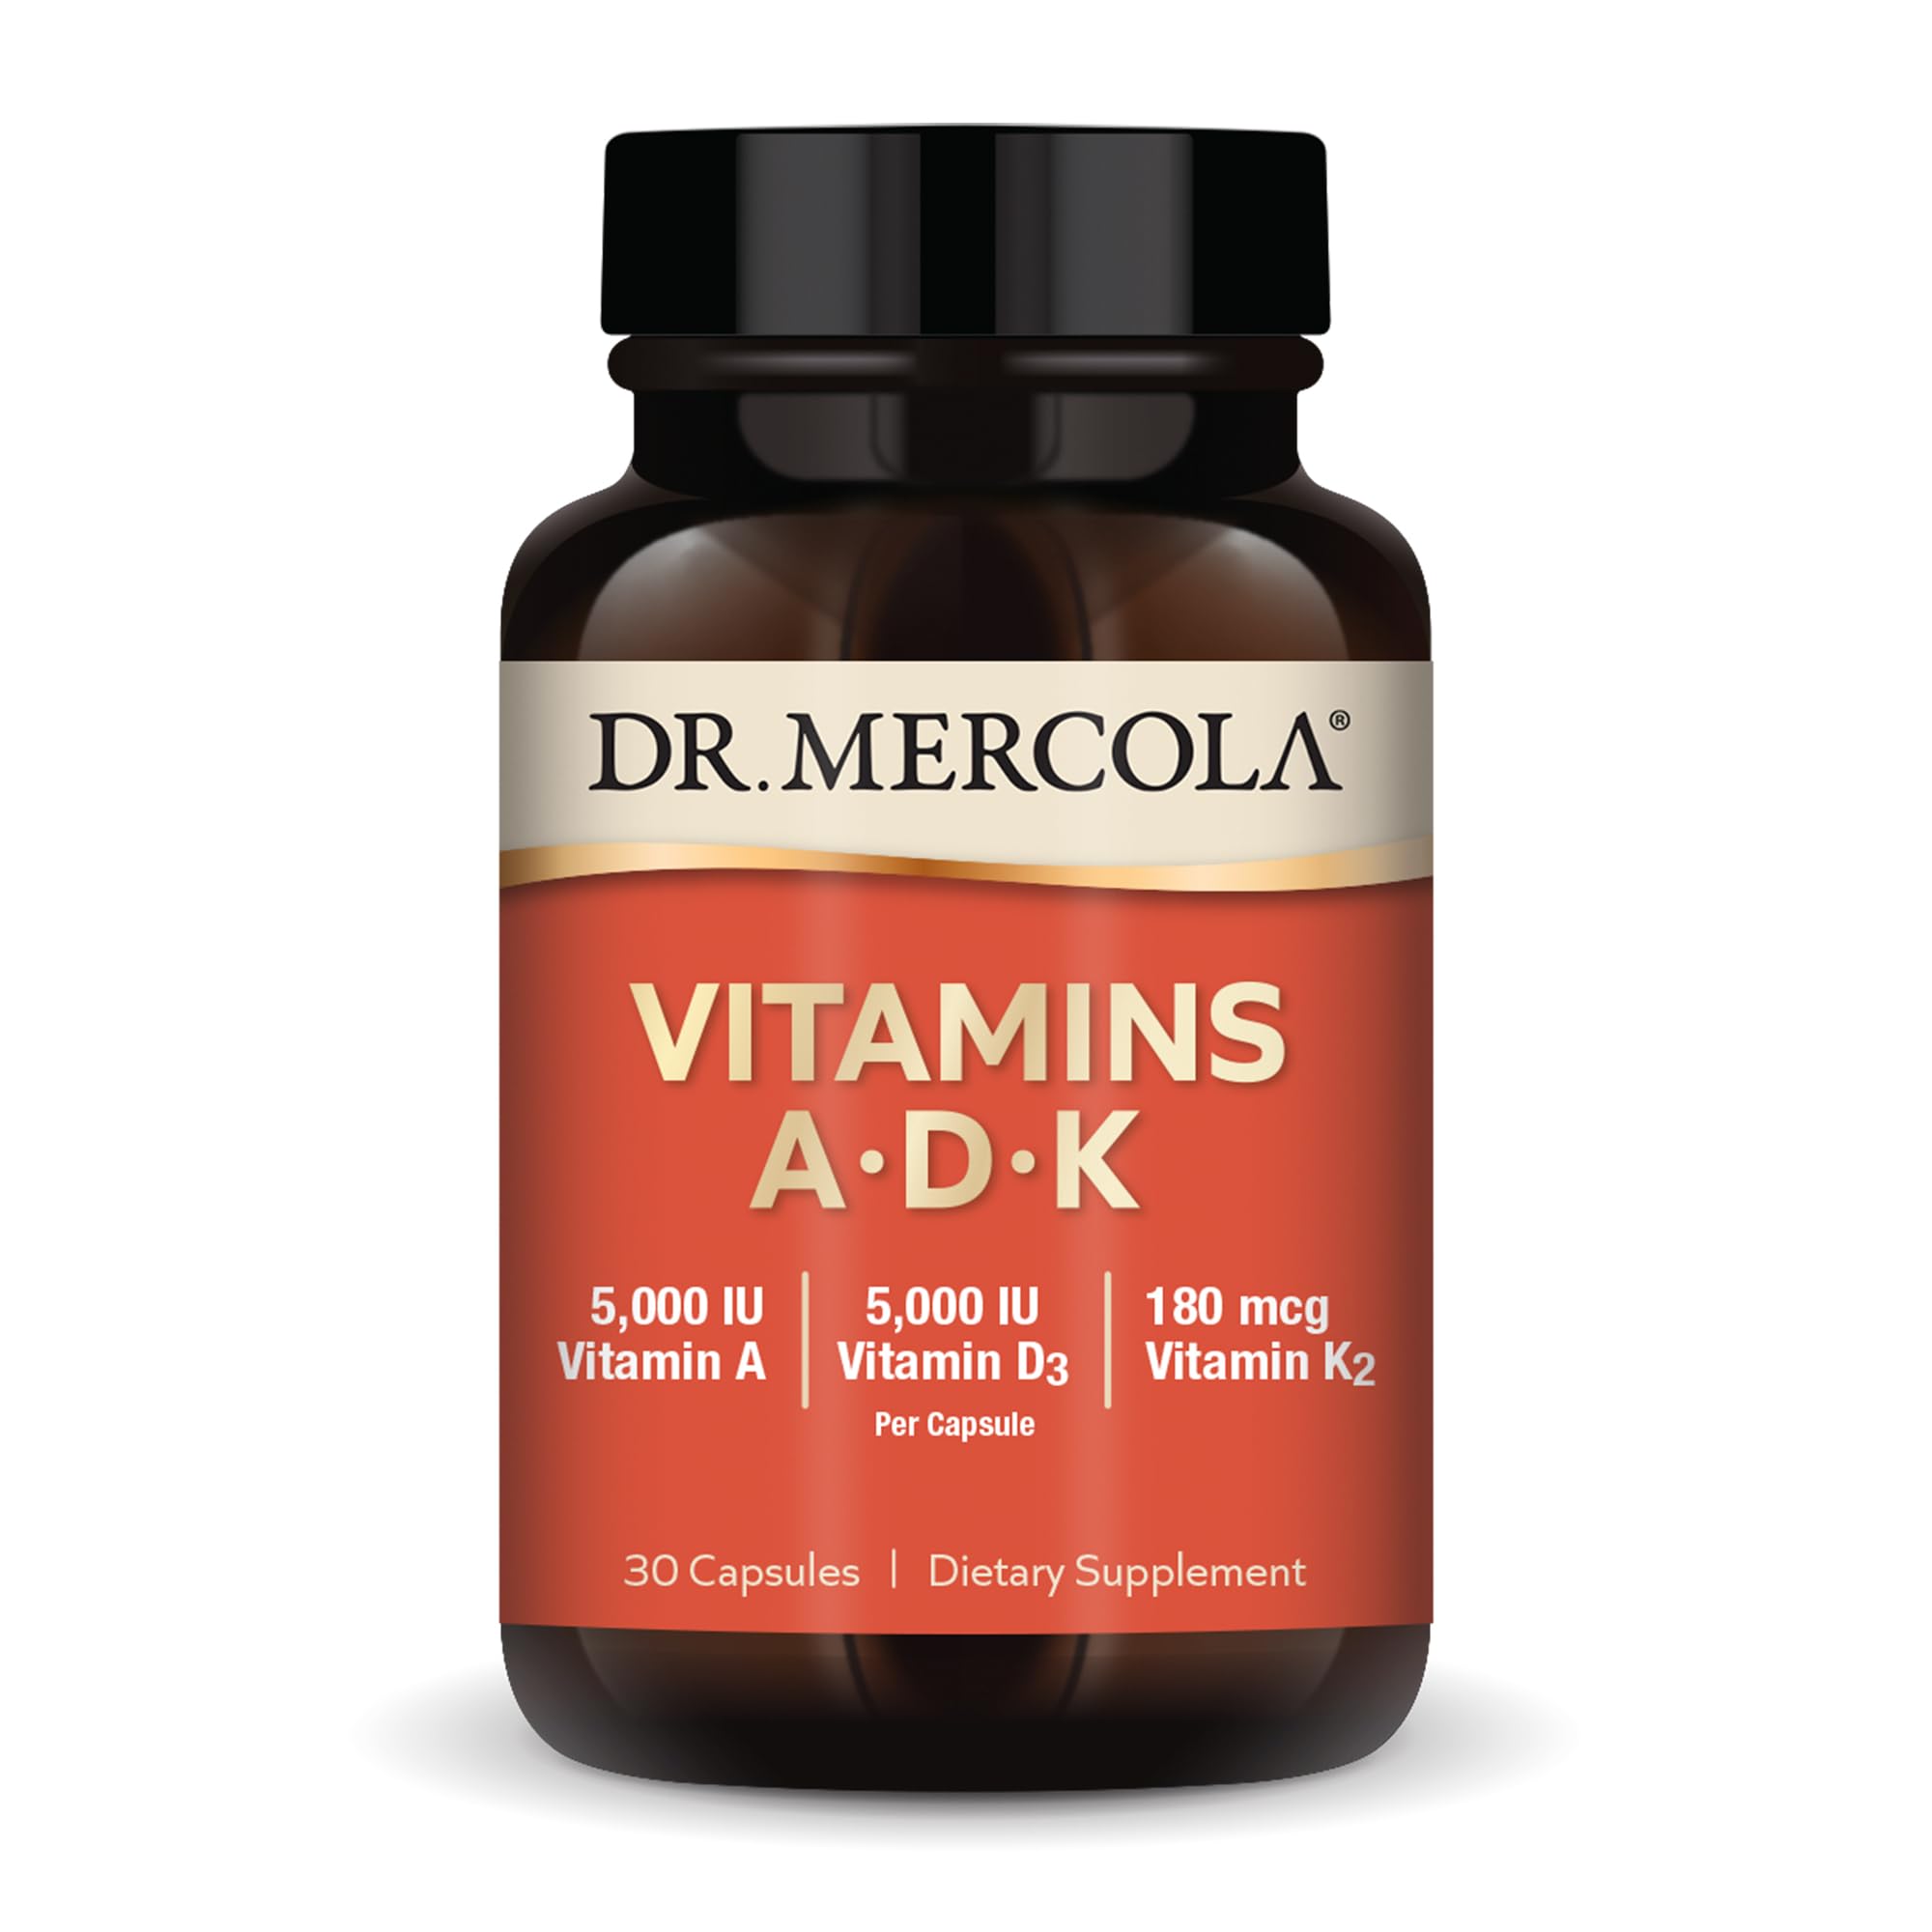 DR. MERCOLA®
VITAMINS
A·D·K
5,000 IU
Vitamin A
5,000 IU
Vitamin D3
180 mcg
Vitamin K2
Per Capsule
30 Capsules | Dietary Supplement